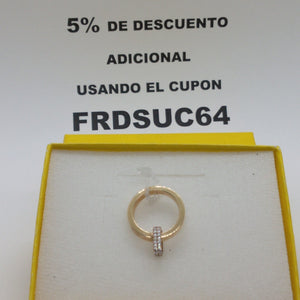 5% DE DESCUENTO
ADICIONAL
USANDO EL CUPON
FRDSUC64